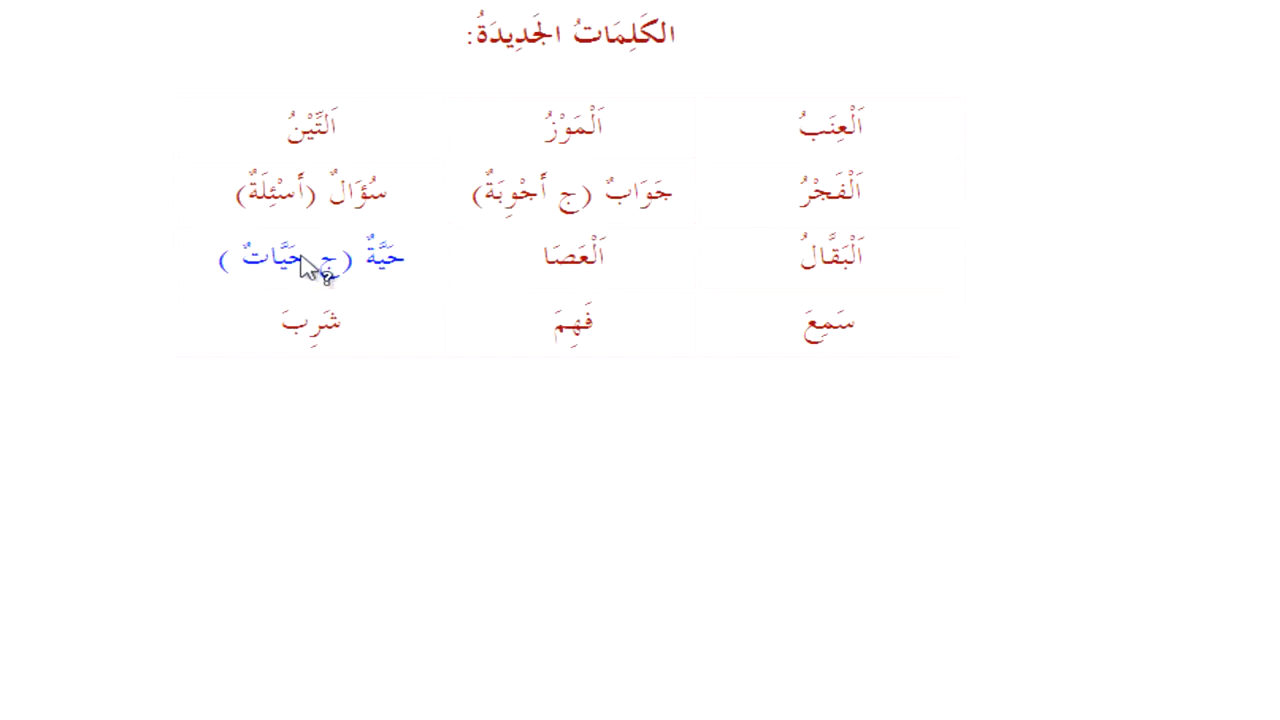 الكَلِمَاتُ الجَدِيدَةُ:
اَلْعِنَبُ اَلْمَوْزُ اَلتِّيْنُ
اَلْفَجْرُ جَوَابٌ (ج أَجْوِبَةٌ) سُؤَالٌ (أَسْئِلَةٌ)
اَلْبَقَّالُ اَلْعَصَا حَيَّةٌ (ج حَيَّاتٌ )
سَمِعَ فَهِمَ شَرِبَ